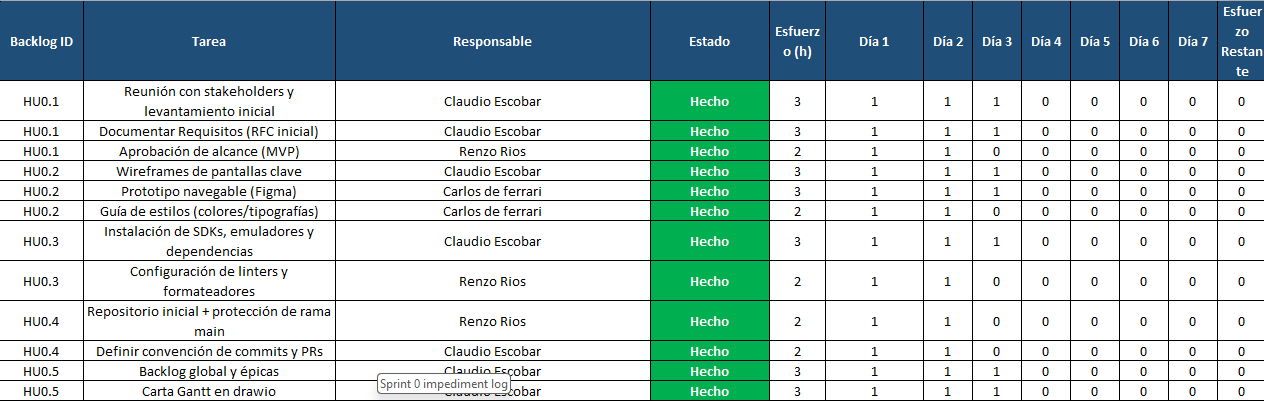 Backlog ID Tarea Responsable Estado Esfuerz Día 1 Día 2 Día 3 Día 4 Día 5 Día 6 Día 7 Esfuer
o (h) zo
Restan
te
HU0.1 Reunión con stakeholders y Claudio Escobar Hecho 3 1 1 1 0 0 0 0 0
levantamiento inicial
HU0.1 Documentar Requisitos (RFC inicial) Claudio Escobar Hecho 3 1 1 1 0 0 0 0 0
HU0.1 Aprobación de alcance (MVP) Renzo Rios Hecho 2 1 1 0 0 0 0 0 0
HU0.2 Wireframes de pantallas clave Claudio Escobar Hecho 3 1 1 1 0 0 0 0 0
HU0.2 Prototipo navegable (Figma) Carlos de ferrari Hecho 3 1 1 1 0 0 0 0 0
HU0.2 Guía de estilos (colores/tipografías) Carlos de ferrari Hecho 2 1 1 0 0 0 0 0 0
HU0.3 Instalación de SDKs, emuladores y Claudio Escobar Hecho 3 1 1 1 0 0 0 0 0
dependencias
HU0.3 Configuración de linters y Renzo Rios Hecho 2 1 1 0 0 0 0 0 0
formateadores
HU0.4 Repositorio inicial + protección de rama Renzo Rios Hecho 2 1 1 0 0 0 0 0 0
main
HU0.4 Definir convención de commits y PRs Claudio Escobar Hecho 2 1 1 0 0 0 0 0 0
HU0.5 Backlog global y épicas Claudio Escobar Hecho 3 1 1 1 0 0 0 0 0
Sprint 0 impediment log
HU0.5 Carta Gantt en drawio Claudio Escobar Hecho 3 1 1 1 0 0 0 0 0